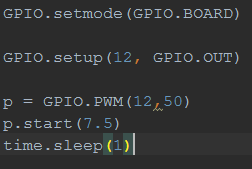 GPIO.setmode(GPIO.BOARD)
GPIO.setup(12, GPIO.OUT)
p = GPIO.PWM(12,50)
p.start(7.5)
time.sleep(1)